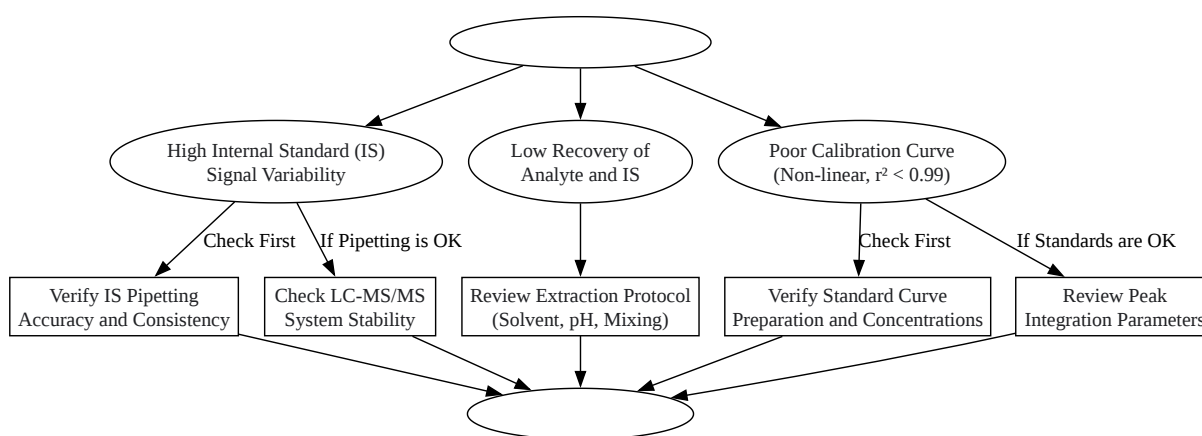 High Internal Standard (IS)
Signal Variability
Low Recovery of
Analyte and IS
Poor Calibration Curve
(Non-linear, r² < 0.99)
Check First
If Pipetting is OK
Check First
If Standards are OK
Verify IS Pipetting
Accuracy and Consistency
Check LC-MS/MS
System Stability
Review Extraction Protocol
(Solvent, pH, Mixing)
Verify Standard Curve
Preparation and Concentrations
Review Peak
Integration Parameters